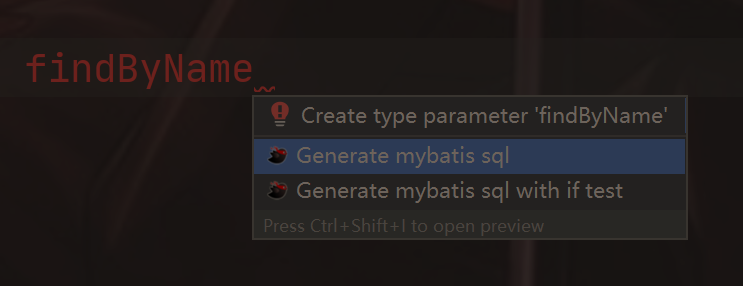 findByName
Create type parameter 'findByName'
Generate mybatis sql
Generate mybatis sql with if test
Press Ctrl+Shift+I to open preview